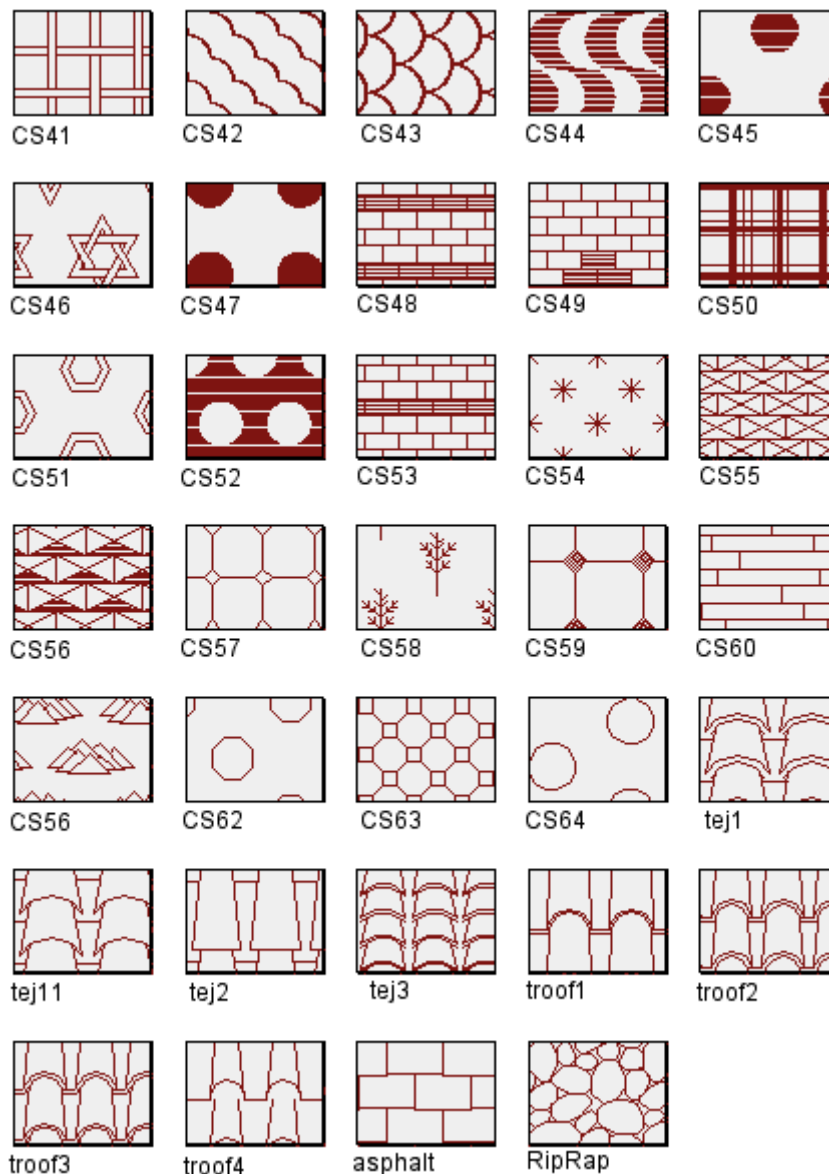 CS41 CS42 CS43 CS44 CS45
CS46 CS47 CS48 CS49 CS50
CS51 CS52 CS53 CS54 CS55
CS56 CS57 CS58 CS59 CS60
CS56 CS62 CS63 CS64 tej1
tej11 tej2 tej3 troof1 troof2
troof3 troof4 asphalt RipRap